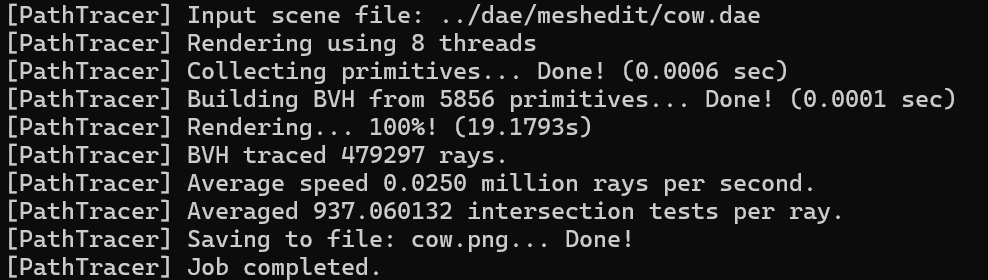 [PathTracer] Input scene file: ../dae/meshedit/cow.dae
[PathTracer] Rendering using 8 threads
[PathTracer] Collecting primitives... Done! (0.0006 sec)
[PathTracer] Building BVH from 5856 primitives... Done! (0.0001 sec)
[PathTracer] Rendering... 100%! (19.1793s)
[PathTracer] BVH traced 479297 rays.
[PathTracer] Average speed 0.0250 million rays per second.
[PathTracer] Averaged 937.060132 intersection tests per ray.
[PathTracer] Saving to file: cow.png... Done!
[PathTracer] Job completed.